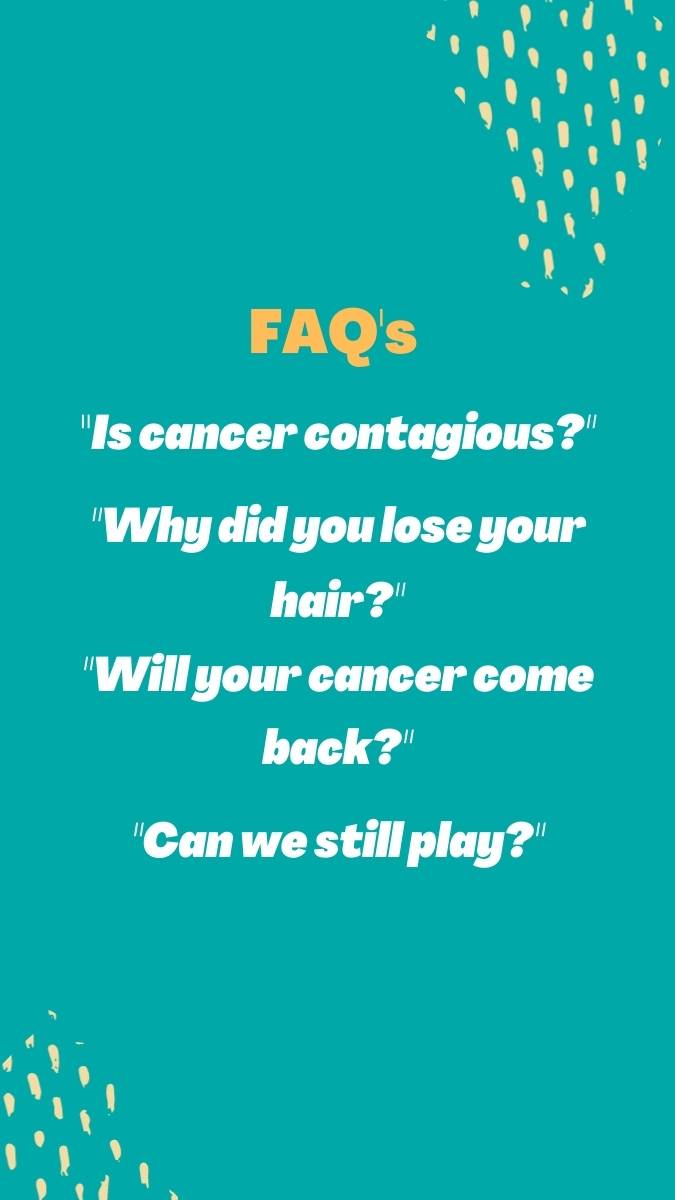 FAQ's
"Is cancer contagious?"
"Why did you lose your
hair?"
"Will your cancer come
back?"
"Can we still play?"